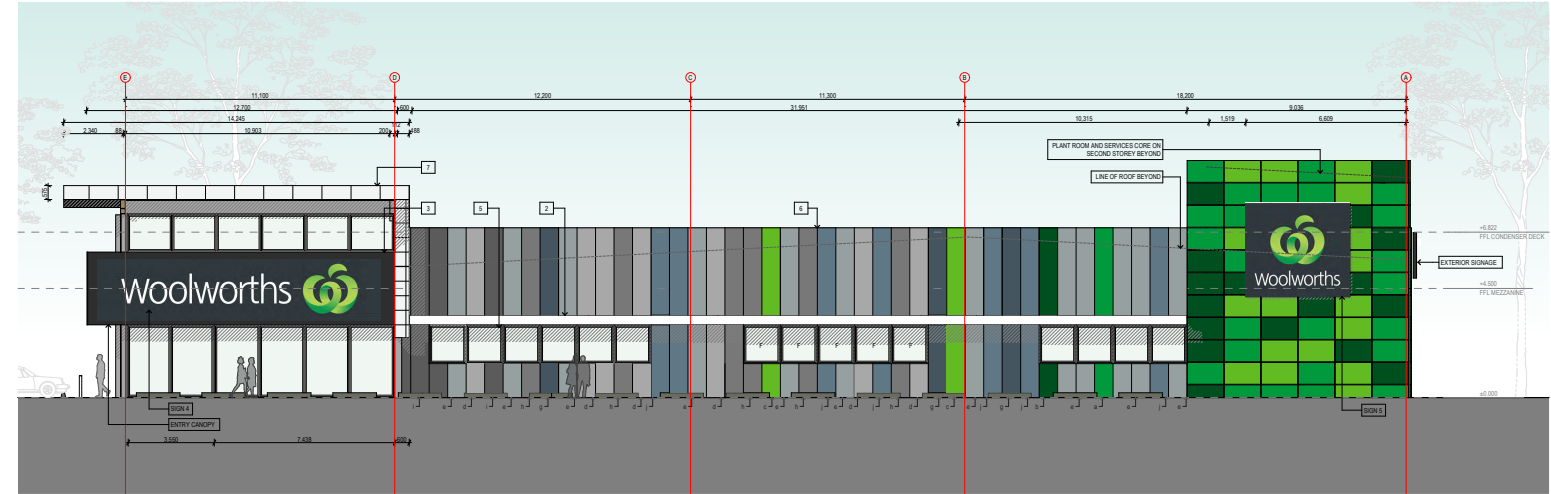 E
D
C
B
A
11,100
12,200
11,300
18,200
12,700
600
31,951
9,036
14,245
2,340
88
10,903
200
488
10,315
1,519
6,609
PLANT ROOM AND SERVICES CORE ON
SECOND STOREY BEYOND
LINE OF ROOF BEYOND
7
575
3
5
2
6
+6.822
FFL CONDENSER DECK
EXTERIOR SIGNAGE
Woolworths
Woolworths
+4.500
FFL MEZZANINE
F
F
F
F
F
±0.000
SIGN 4
ENTRY CANOPY
SIGN 5
3,550
7,438
600